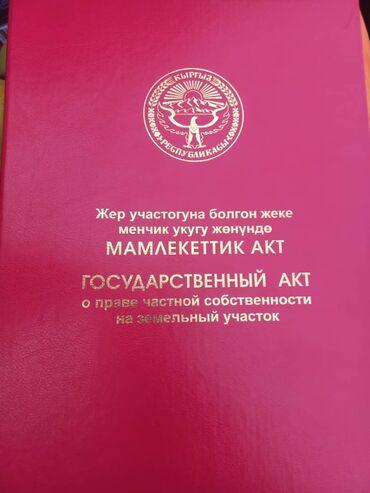 КЫРГЫЗ
РЕСПУБЛИКАСЫ
Жер участогуна болгон жеке
менчик укугу жөнүндө
МАМЛЕКЕТТИК АКТ
ГОСУДАРСТВЕННЫЙ АКТ
о праве частной собственности
на земельный участок